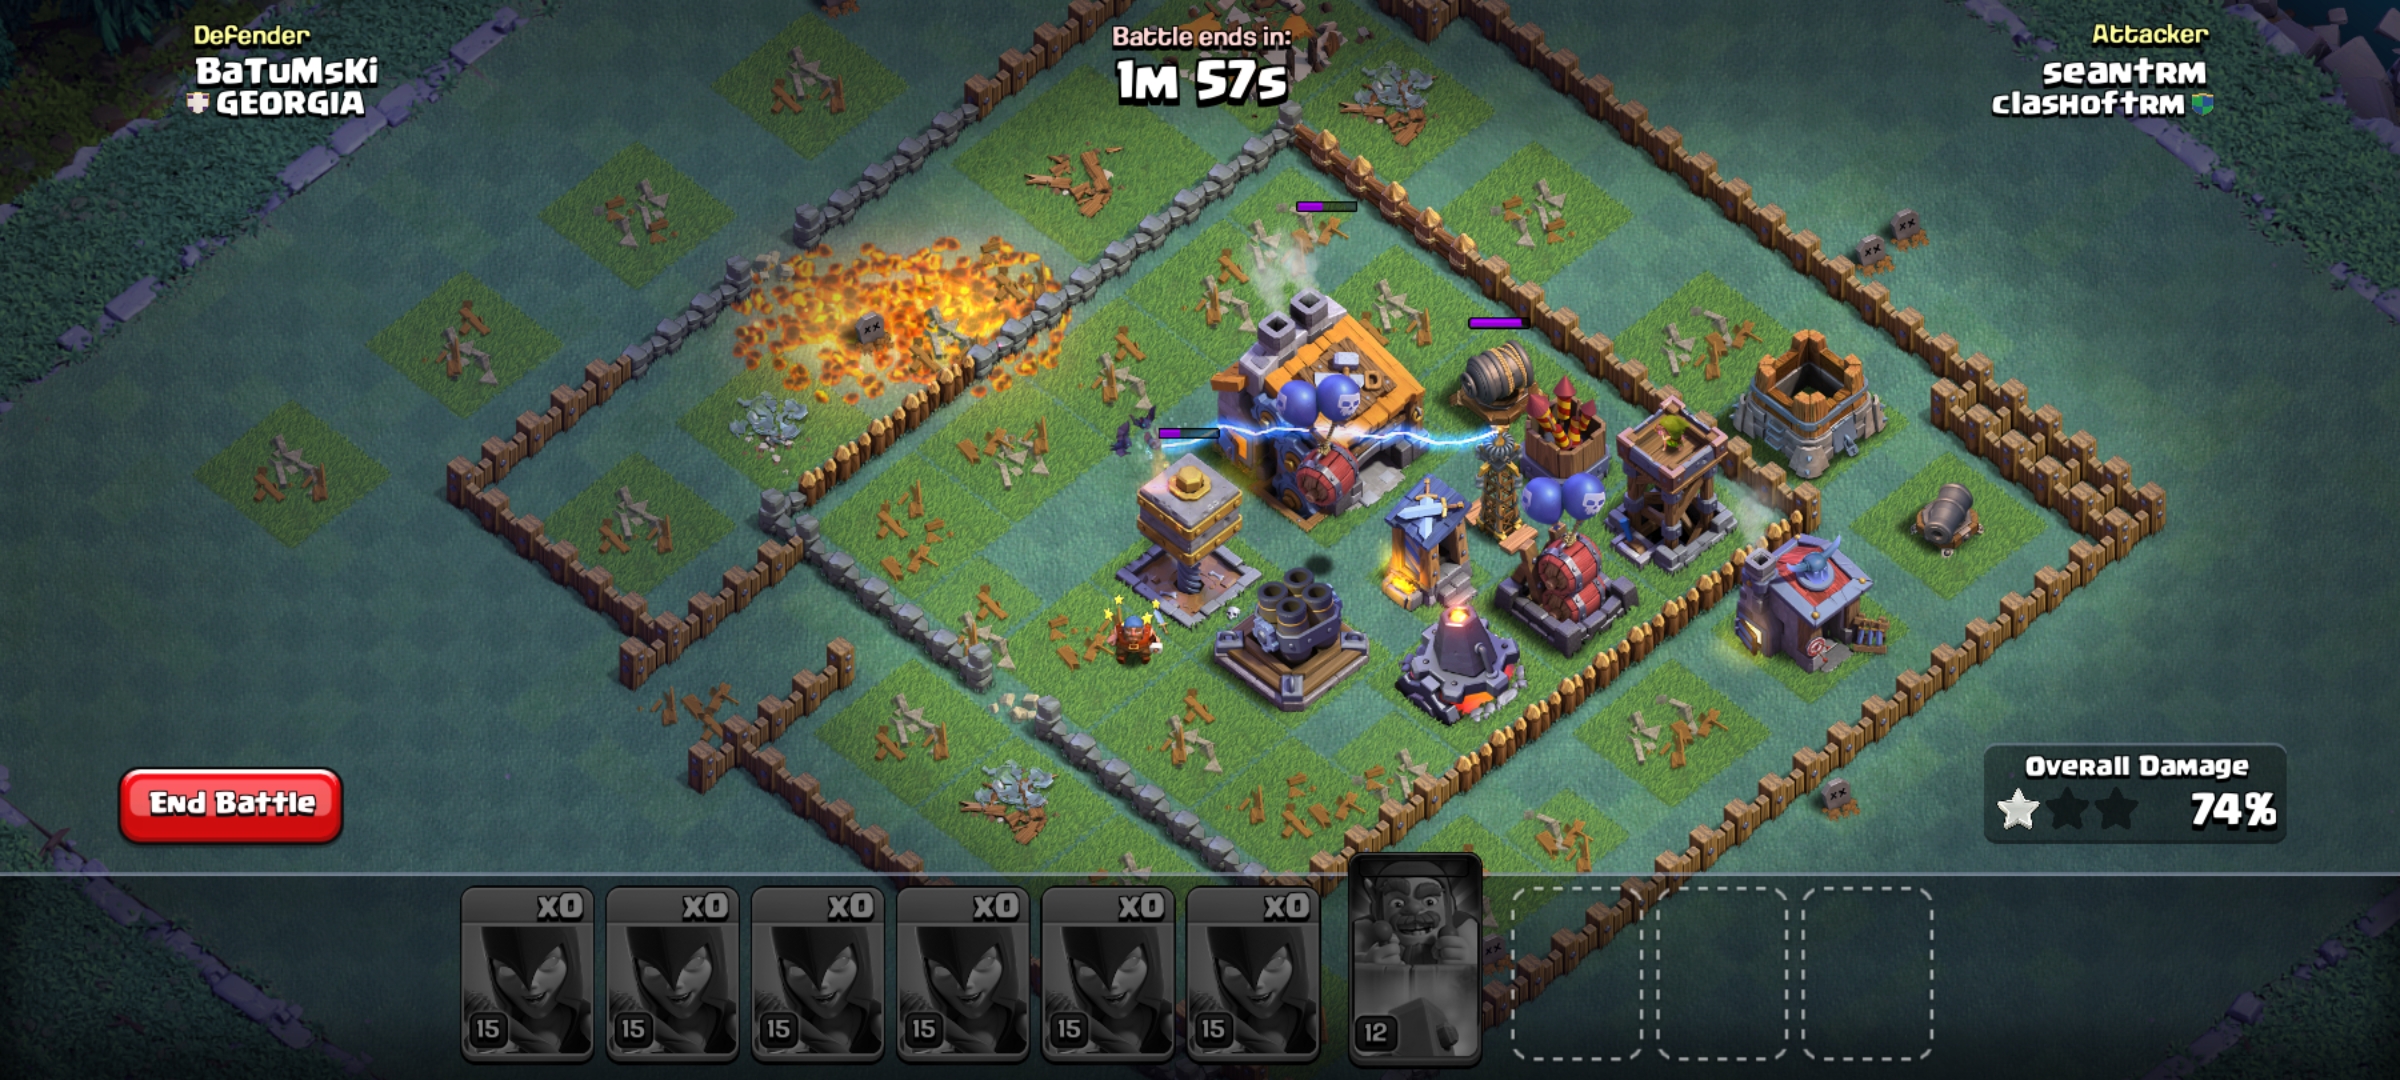 Defender
BaTuMsKi
GEORGIA
Battle ends in:
1M 57s
Attacker
seantRM
clashoftRM
End Battle
Overall Damage
74%
x0
x0
x0
x0
x0
x0
15
15
15
15
15
15
12